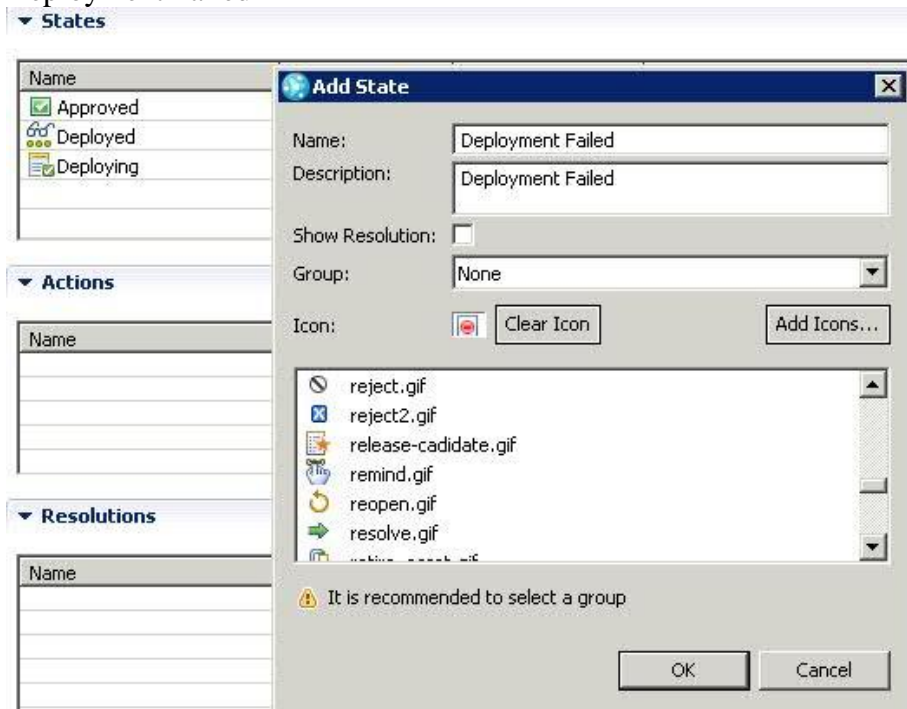 States
Name
Approved
Deployed
Deploying
Actions
Name
Resolutions
Name
Add State
Name: Deployment Failed
Description: Deployment Failed
Show Resolution:
Group: None
Icon: Clear Icon Add Icons...
reject.gif
reject2.gif
release-cadidate.gif
remind.gif
reopen.gif
resolve.gif
It is recommended to select a group
OK Cancel